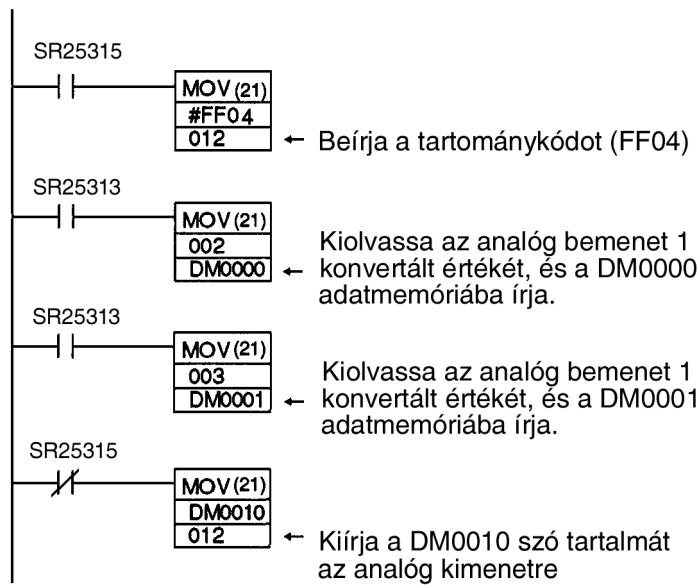 SR25315
MOV(21)
#FF04
012
← Beírja a tartománykódot (FF04)
SR25313
MOV(21)
002
DM0000
Kiolvassa az analóg bemenet 1
← konvertált értékét, és a DM0000
adatmemóriába írja.
SR25313
MOV(21)
003
DM0001
Kiolvassa az analóg bemenet 1
← konvertált értékét, és a DM0001
adatmemóriába írja.
SR25315
MOV(21)
DM0010
012
← Kiírja a DM0010 szó tartalmát
az analóg kimenetre